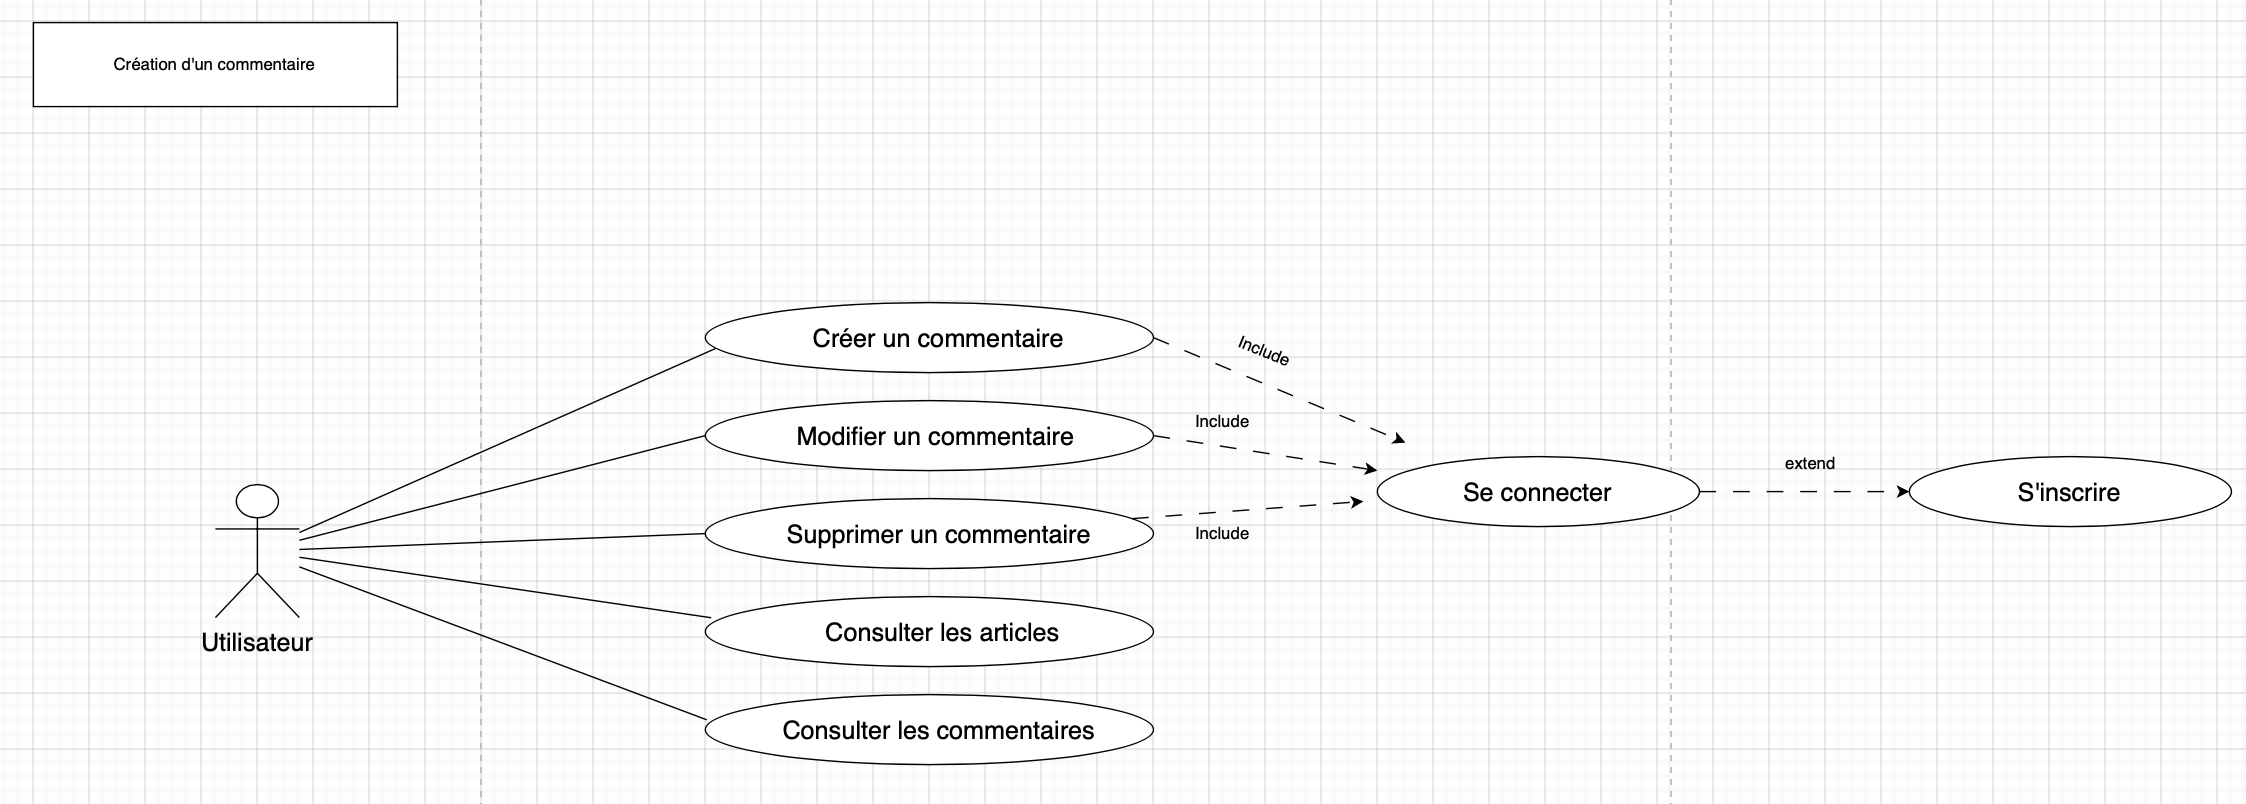 Création d'un commentaire
Créer un commentaire
Include
Modifier un commentaire
Include
Se connecter
extend
S'inscrire
Supprimer un commentaire
Include
Utilisateur
Consulter les articles
Consulter les commentaires